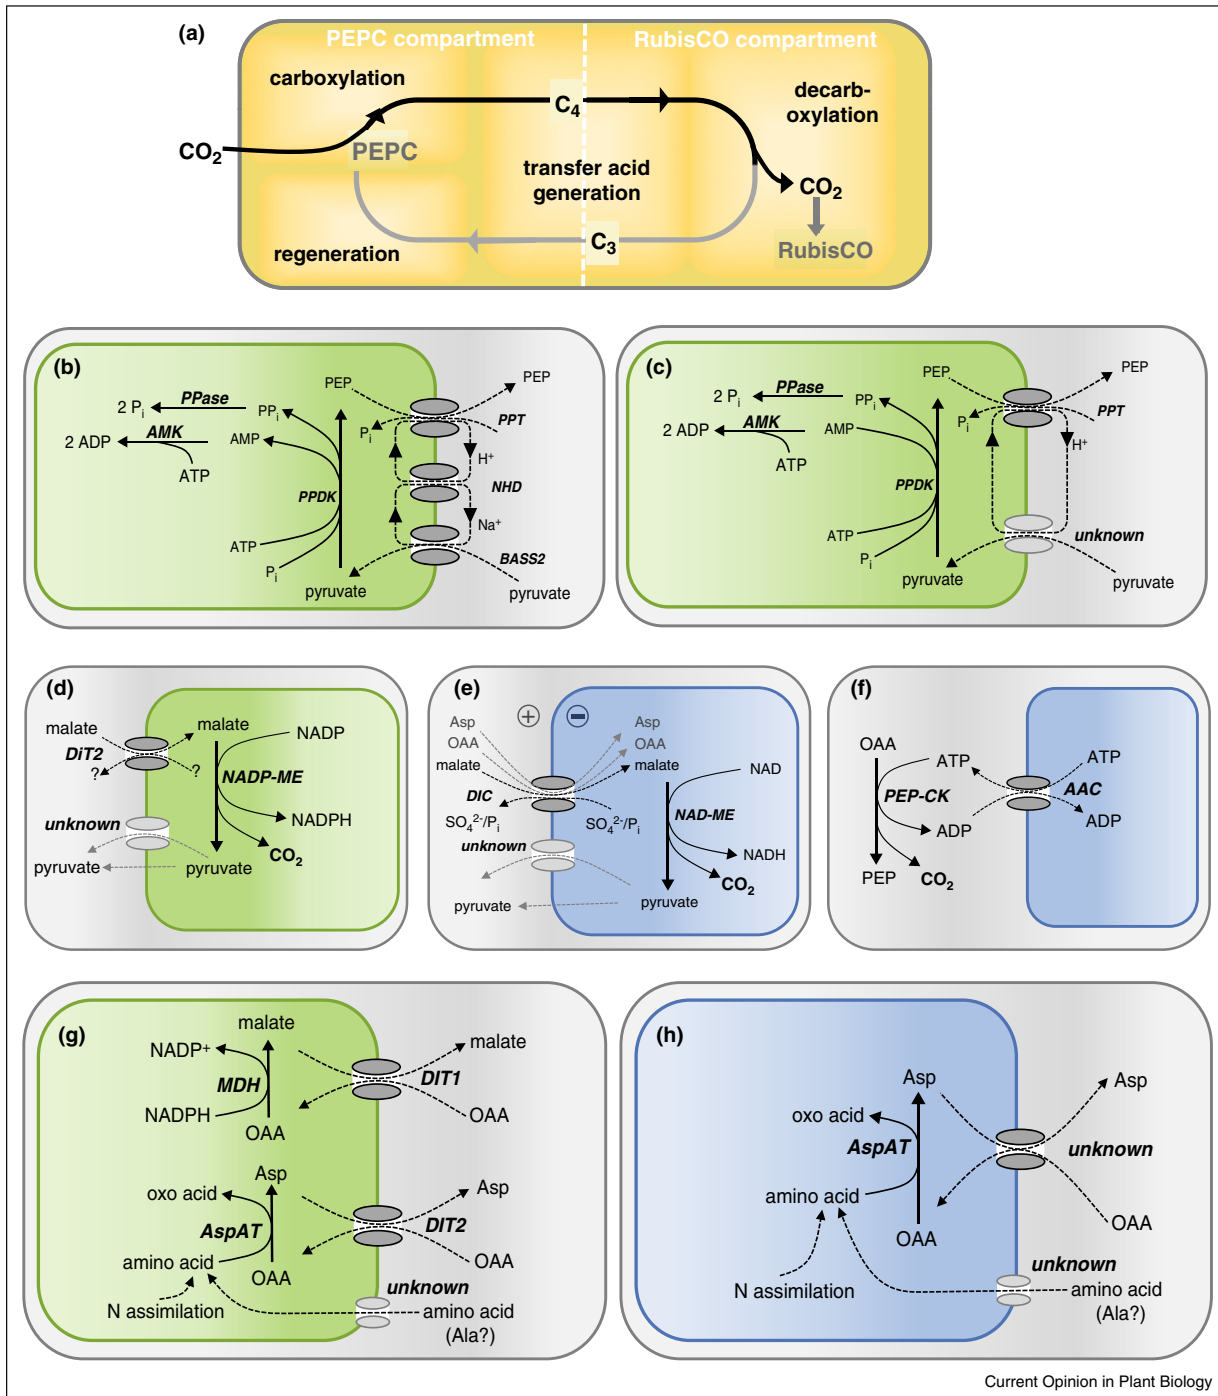 (a)
PEPC compartment
RubisCO compartment
carboxylation
decarb-
oxylation
C4
CO2
PEPC
transfer acid
generation
CO2
C3
regeneration
RubisCO
(b)
PEP
PEP
PPase
2 Pi
PPi
Pi
PPT
AMK
2 ADP
AMP
ATP
H+
PPDK
NHD
Na+
ATP
BASS2
Pi
pyruvate
pyruvate
(c)
PEP
PEP
PPase
2 Pi
PPi
Pi
PPT
AMK
2 ADP
AMP
ATP
H+
PPDK
ATP
unknown
Pi
pyruvate
pyruvate
(d)
malate
malate
NADP
DiT2
?
?
NADP-ME
NADPH
unknown
CO2
pyruvate
pyruvate
(e)
+
−
Asp
Asp
OAA
OAA
malate
malate
NAD
DIC
SO42-/Pi
SO42-/Pi
NAD-ME
unknown
NADH
CO2
pyruvate
pyruvate
(f)
OAA
ATP
ATP
PEP-CK
AAC
ADP
ADP
PEP
CO2
(g)
malate
NADP+
malate
MDH
DIT1
NADPH
OAA
OAA
Asp
oxo acid
Asp
AspAT
DIT2
amino acid
OAA
OAA
unknown
N assimilation
amino acid
(Ala?)
(h)
Asp
Asp
oxo acid
AspAT
unknown
amino acid
OAA
OAA
unknown
N assimilation
amino acid
(Ala?)
Current Opinion in Plant Biology